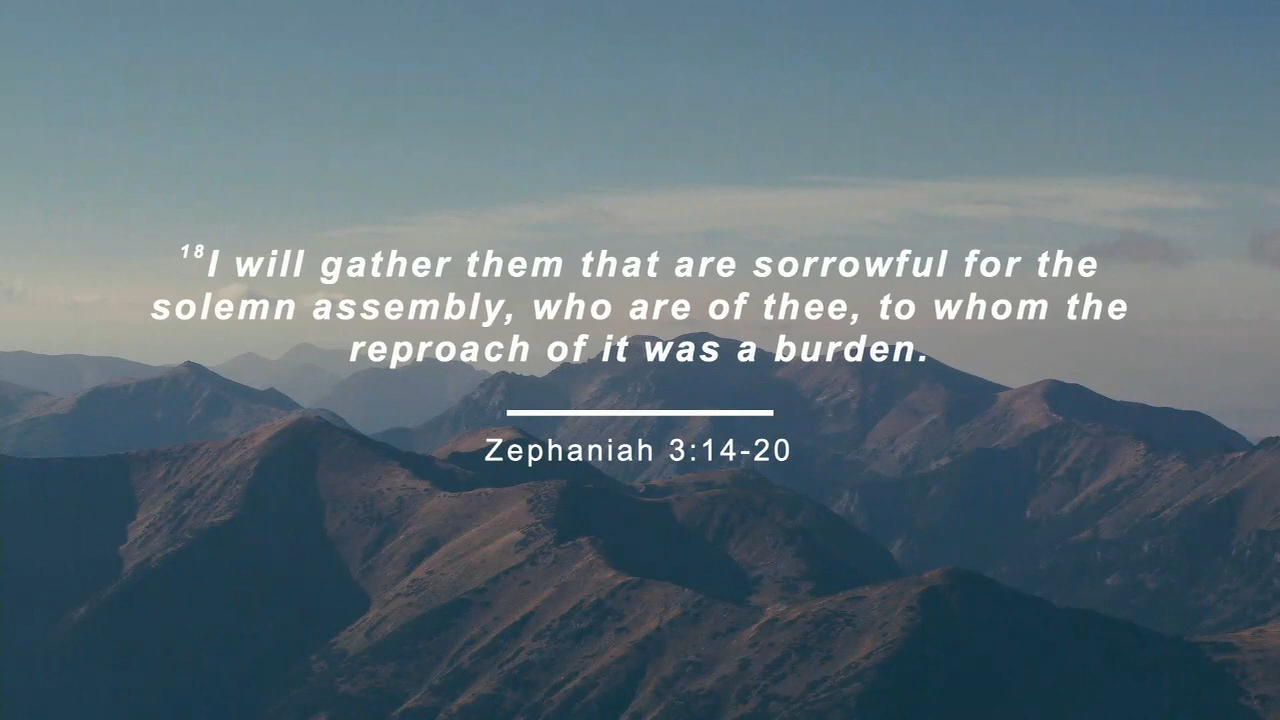 ¹⁸I will gather them that are sorrowful for the
solemn assembly, who are of thee, to whom the
reproach of it was a burden.
Zephaniah 3:14-20